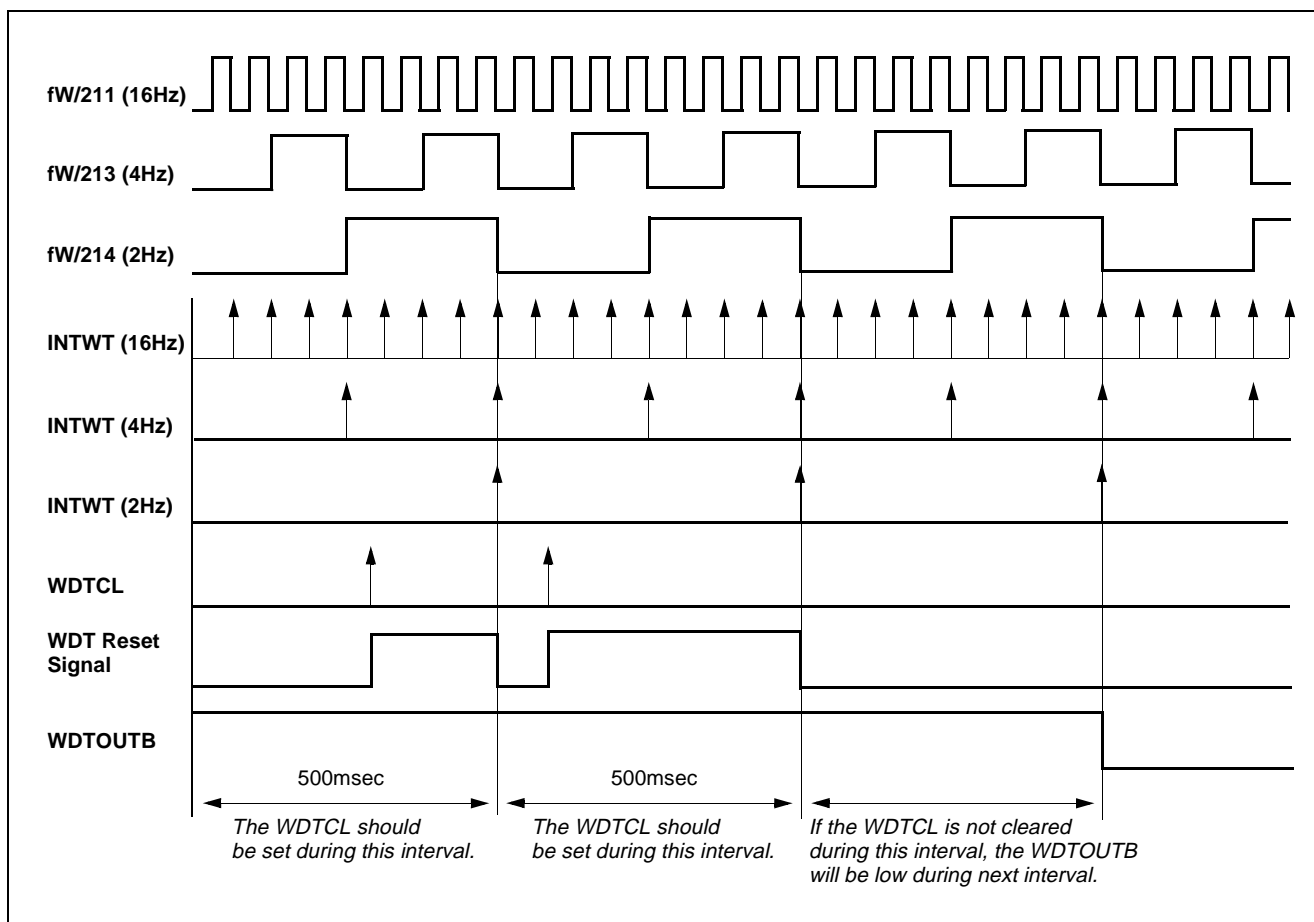 fW/211 (16Hz)
fW/213 (4Hz)
fW/214 (2Hz)
INTWT (16Hz)
INTWT (4Hz)
INTWT (2Hz)
WDTCL
WDT Reset
Signal
WDTOUTB
500msec
500msec
The WDTCL should
be set during this interval.
The WDTCL should
be set during this interval.
If the WDTCL is not cleared
during this interval, the WDTOUTB
will be low during next interval.